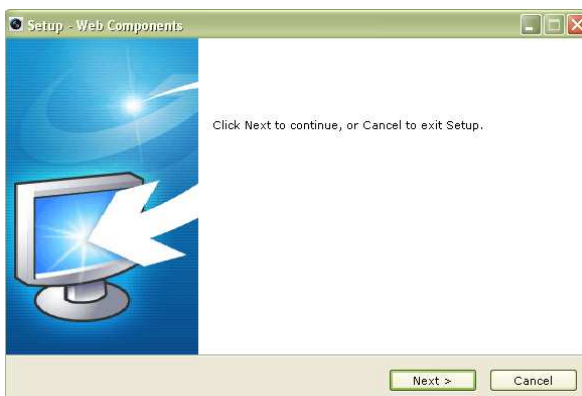 Setup - Web Components
Click Next to continue, or Cancel to exit Setup.
Next >
Cancel